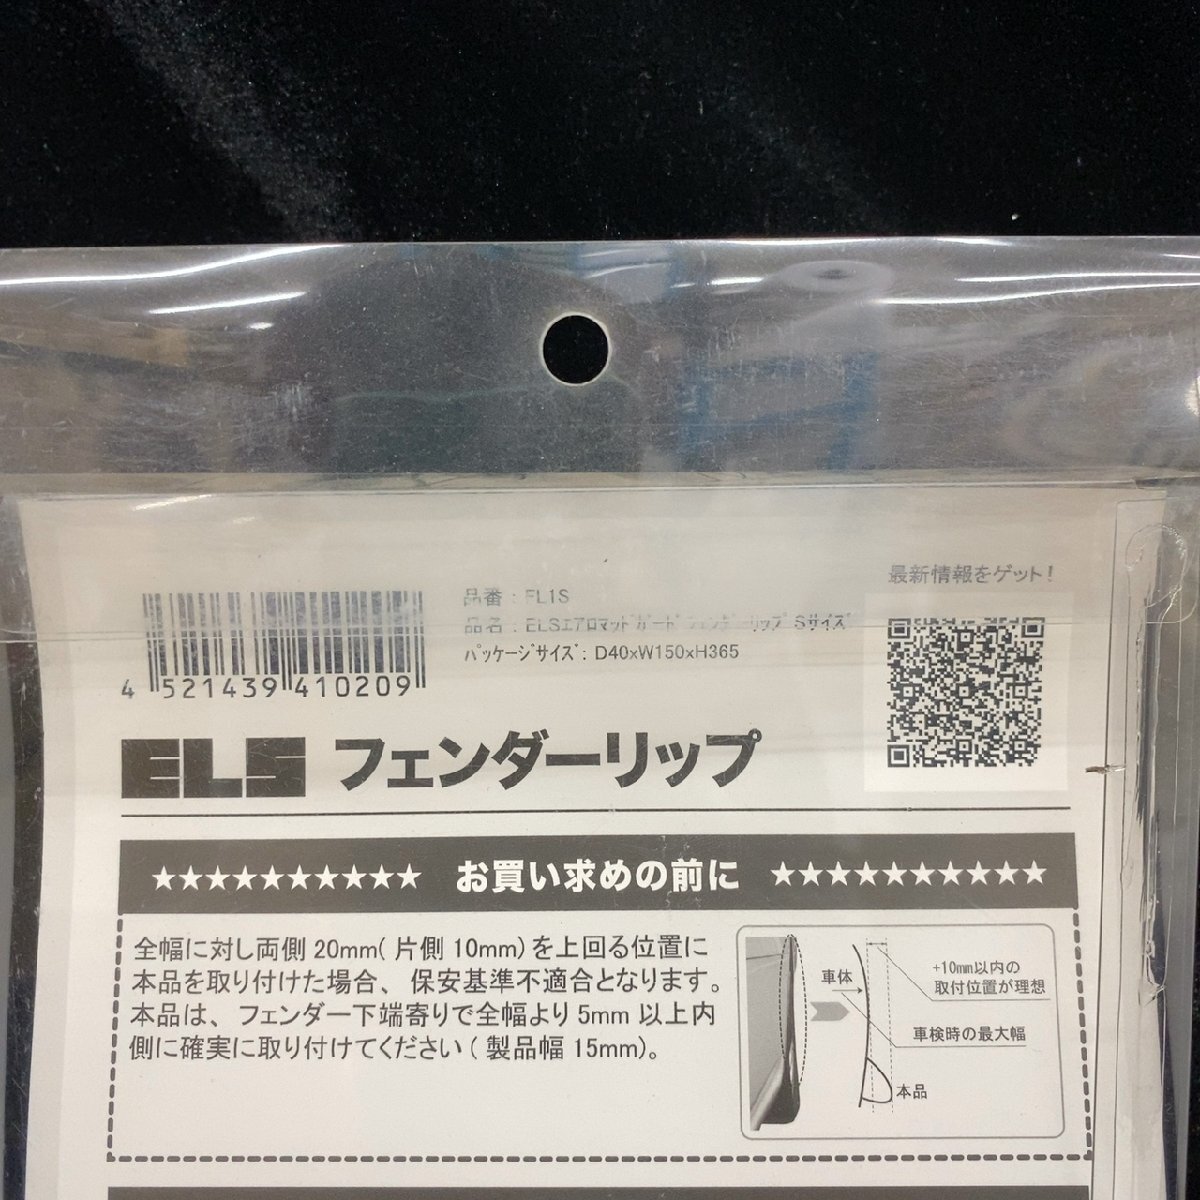 最新情報をゲット！
品番：FL1S
品名：ELSエアロマッドガード フェンダーリップ Sサイズ
パッケージサイズ：D40×W150×H365
4 521439 410209
ELS フェンダーリップ
★★★★★★★★★★ お買い求めの前に ★★★★★★★★★★
全幅に対し両側 20mm( 片側 10mm) を上回る位置に
本品を取り付けた場合、保安基準不適合となります。
本品は、フェンダー下端寄りで全幅より 5mm 以上内
側に確実に取り付けてください ( 製品幅 15mm)。
車体
+10mm以内の
取付位置が理想
車検時の最大幅
本品